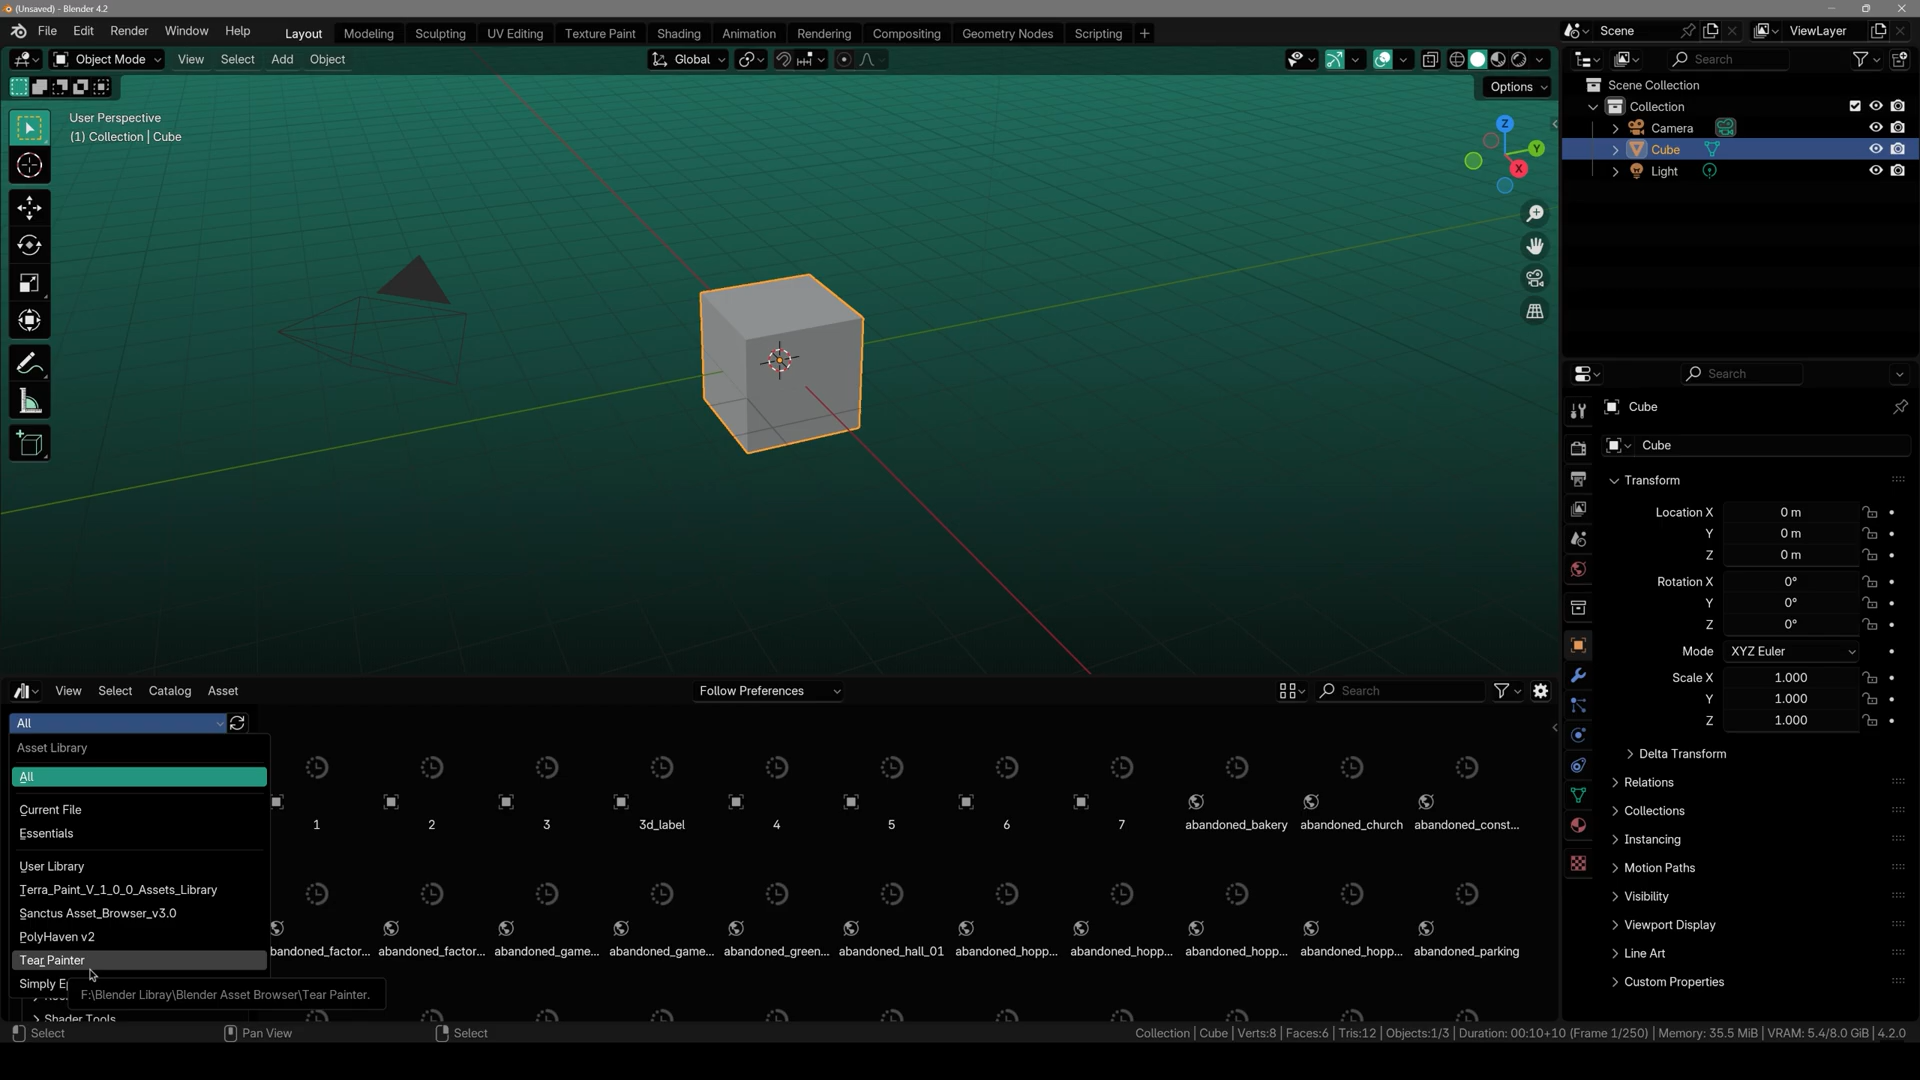 (Unsaved) - Blender 4.2
File Edit Render Window Help Layout Modeling Sculpting UV Editing Texture Paint Shading Animation Rendering Compositing Geometry Nodes Scripting + Scene ViewLayer
Object Mode View Select Add Object Global Search
Options
User Perspective
(1) Collection | Cube
Z
Y
X
Scene Collection
Collection
Camera
Cube
Light
Search
Cube
Cube
Transform
Location X 0 m
Y 0 m
Z 0 m
Rotation X 0°
Y 0°
Z 0°
Mode XYZ Euler
Scale X 1.000
Y 1.000
Z 1.000
Delta Transform
Relations
Collections
Instancing
Motion Paths
Visibility
Viewport Display
Line Art
Custom Properties
View Select Catalog Asset Follow Preferences Search
All
Asset Library
All
Current File
Essentials
User Library
Terra_Paint_V_1_0_0_Assets_Library
Sanctus Asset_Browser_v3.0
PolyHaven v2
Tear Painter
Simply E
F:\Blender Libray\Blender Asset Browser\Tear Painter.
Shader Tools
1 2 3 3d_label 4 5 6 7 abandoned_bakery abandoned_church abandoned_const...
bandoned_factor... abandoned_factor... abandoned_game... abandoned_game... abandoned_green... abandoned_hall_01 abandoned_hopp... abandoned_hopp... abandoned_hopp... abandoned_hopp... abandoned_parking
Select Pan View Select Collection | Cube | Verts:8 | Faces:6 | Tris:12 | Objects:1/3 | Duration: 00:10+10 (Frame 1/250) | Memory: 35.5 MiB | VRAM: 5.4/8.0 GiB | 4.2.0